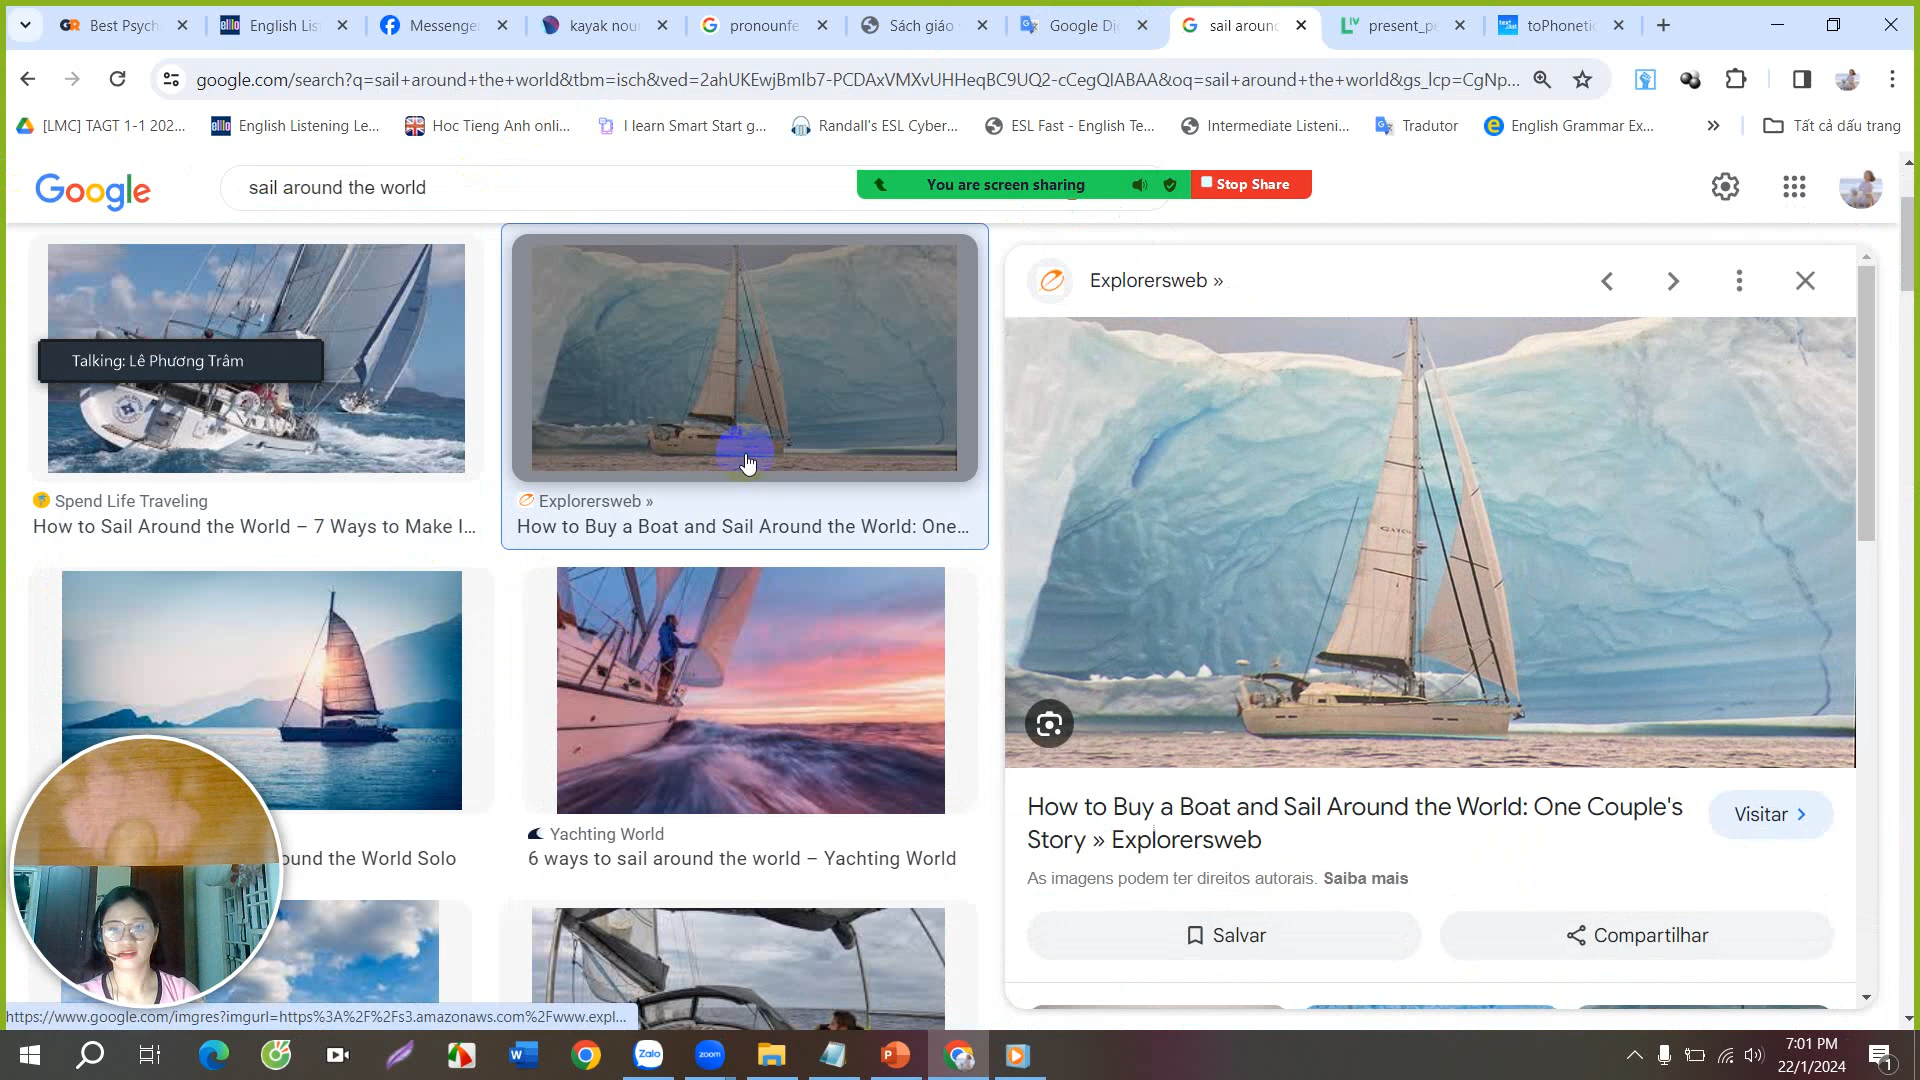 Best Psych
English Lis
Messenger
kayak nou
pronounfe
Sách giáo
Google Di
sail aroun
present_pe
toPhonetic
google.com/search?q=sail+around+the+world&tbm=isch&ved=2ahUKEwjBmIb7-PCDAxVMXvUHHeqBC9UQ2-cCegQIABAA&oq=sail+around+the+world&gs_lcp=CgNp...
[LMC] TAGT 1-1 202...
English Listening Le...
Hoc Tieng Anh onli...
I learn Smart Start g...
Randall's ESL Cyber...
ESL Fast - English Te...
Intermediate Listeni...
Tradutor
English Grammar Ex...
Tất cả dấu trang
Google
sail around the world
You are screen sharing
Stop Share
Talking: Lê Phương Trâm
Spend Life Traveling
How to Sail Around the World – 7 Ways to Make I...
Explorersweb »
How to Buy a Boat and Sail Around the World: One...
ound the World Solo
Yachting World
6 ways to sail around the world – Yachting World
Explorersweb »
GARCIA
How to Buy a Boat and Sail Around the World: One Couple's
Story » Explorersweb
Visitar
As imagens podem ter direitos autorais. Saiba mais
Salvar
Compartilhar
https://www.google.com/imgres?imgurl=https%3A%2F%2Fs3.amazonaws.com%2Fwww.expl...
Zalo
zoom
7:01 PM
22/1/2024
1